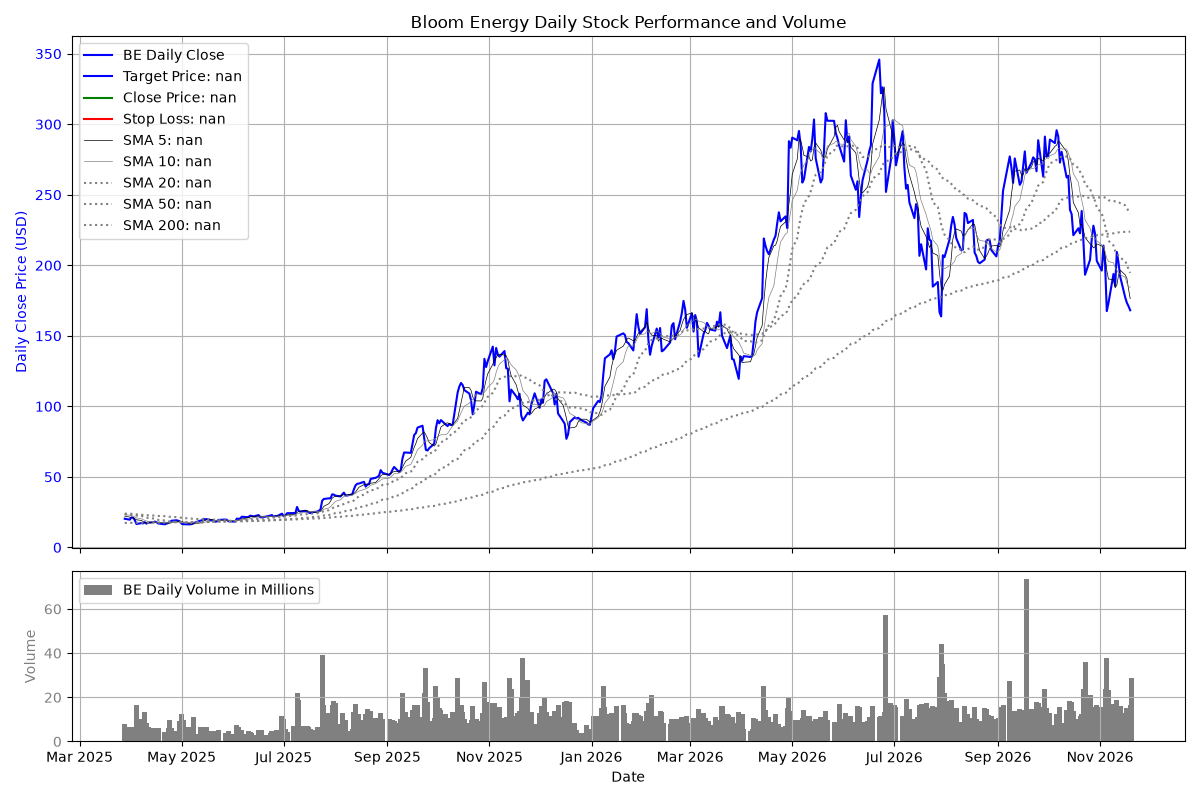 Bloom Energy Daily Stock Performance and Volume
Daily Close Price (USD)
350
300
250
200
150
100
50
0
BE Daily Close
Target Price: nan
Close Price: nan
Stop Loss: nan
SMA 5: nan
SMA 10: nan
SMA 20: nan
SMA 50: nan
SMA 200: nan
Volume
60
40
20
0
BE Daily Volume in Millions
Mar 2025 May 2025 Jul 2025 Sep 2025 Nov 2025 Jan 2026 Mar 2026 May 2026 Jul 2026 Sep 2026 Nov 2026
Date